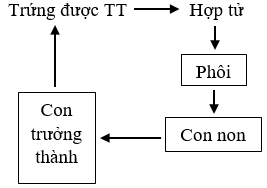 Trứng được TT
Hợp tử
Phôi
Con non
Con
trưởng
thành